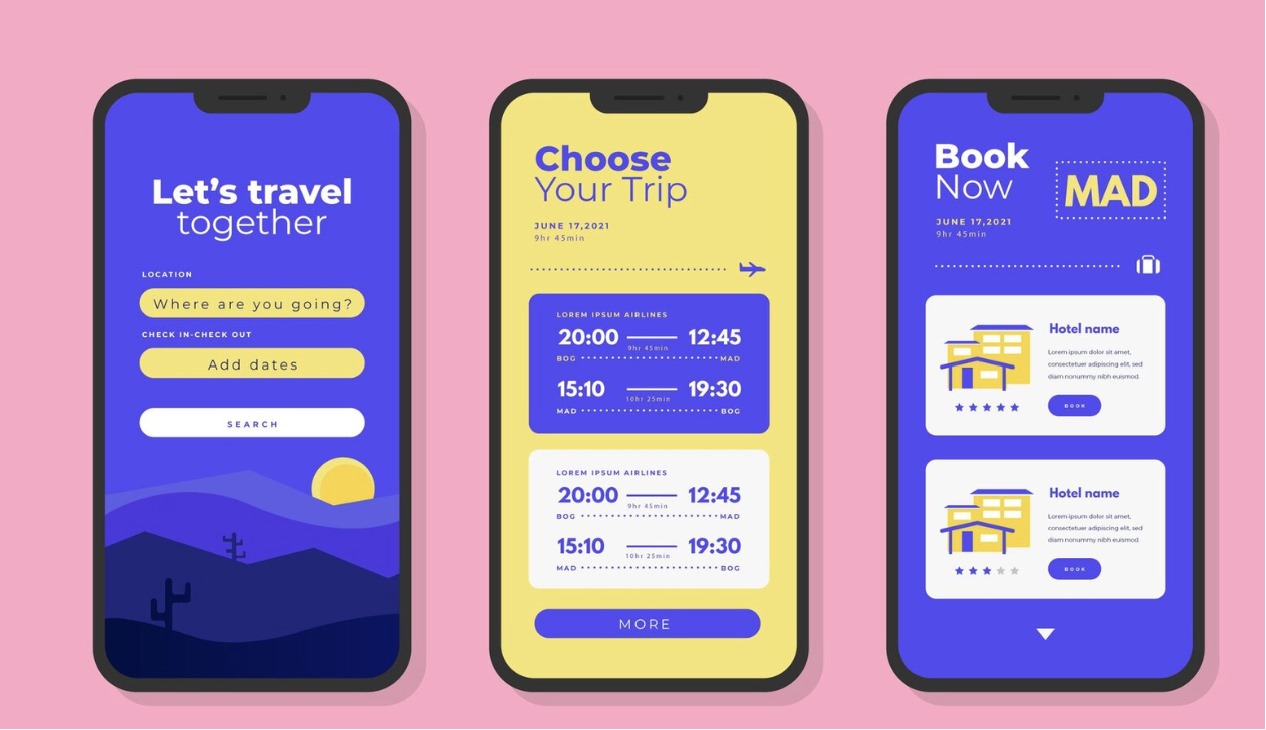 Let's travel
together
LOCATION
Where are you going?
CHECK IN-CHECK OUT
Add dates
SEARCH
Choose
Your Trip
JUNE 17,2021
9hr 45min
LOREM IPSUM AIRLINES
20:00 12:45
9hr 45min
BOG MAD
15:10 19:30
10hr 25min
MAD BOG
LOREM IPSUM AIRLINES
20:00 12:45
9hr 45min
BOG MAD
15:10 19:30
10hr 25min
MAD BOG
MORE
Book
Now
MAD
JUNE 17,2021
9hr 45min
Hotel name
Lorem ipsum dolor sit amet,
consectetuer adipiscing elit, sed
diam nonummy nibh euismod.
BOOK
Hotel name
Lorem ipsum dolor sit amet,
consectetuer adipiscing elit, sed
diam nonummy nibh euismod.
BOOK